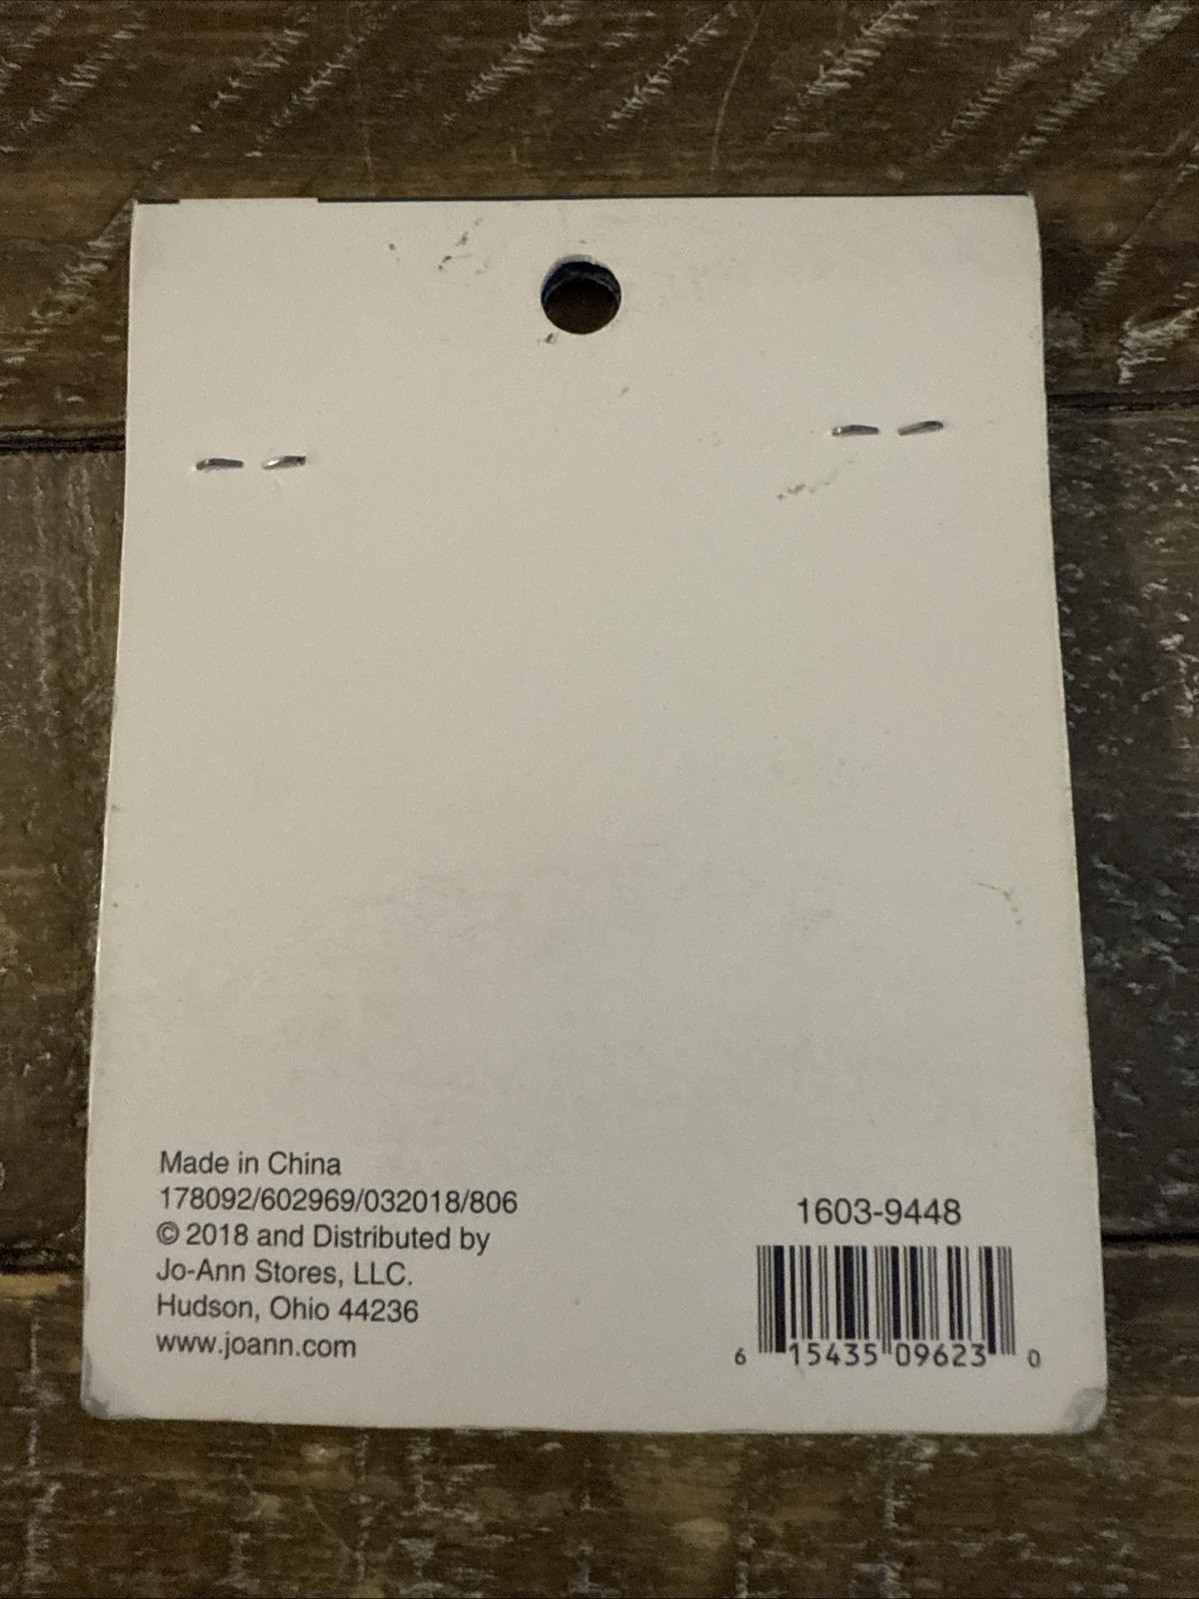 Made in China
178092/602969/032018/806
© 2018 and Distributed by
Jo-Ann Stores, LLC.
Hudson, Ohio 44236
www.joann.com
1603-9448
6 15435 09623 0